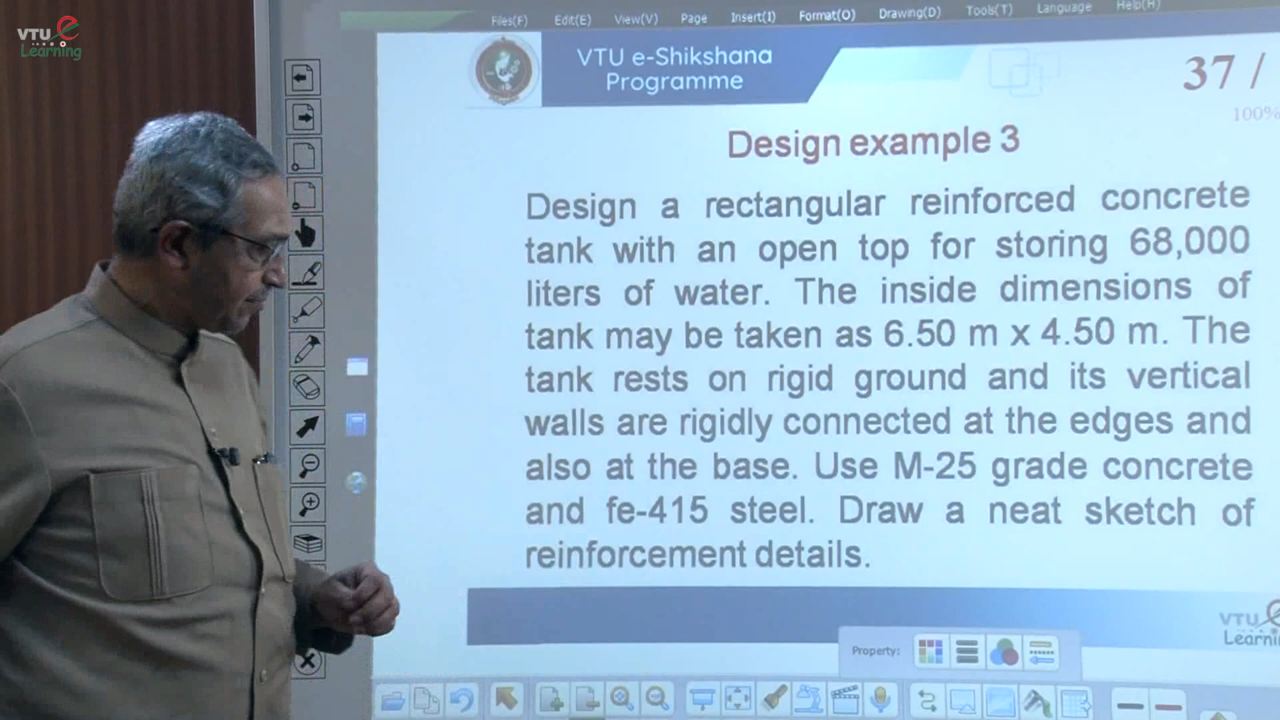 VTU e
Learning
Files(F) Edit(E) View(V) Page Insert(I) Format(O) Drawing(D) Tools(T) Language Help(H)
VTU e-Shikshana
Programme
37 /
100%
Design example 3
Design a rectangular reinforced concrete
tank with an open top for storing 68,000
liters of water. The inside dimensions of
tank may be taken as 6.50 m x 4.50 m. The
tank rests on rigid ground and its vertical
walls are rigidly connected at the edges and
also at the base. Use M-25 grade concrete
and fe-415 steel. Draw a neat sketch of
reinforcement details.
VTU e
Learning
Property: